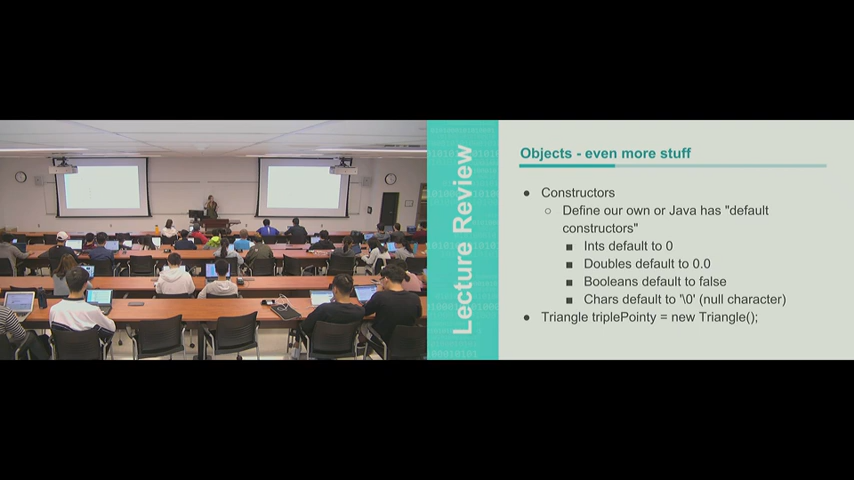 Lecture Review
Objects - even more stuff
● Constructors
○ Define our own or Java has "default
constructors"
■ Ints default to 0
■ Doubles default to 0.0
■ Booleans default to false
■ Chars default to '\0' (null character)
● Triangle triplePointy = new Triangle();